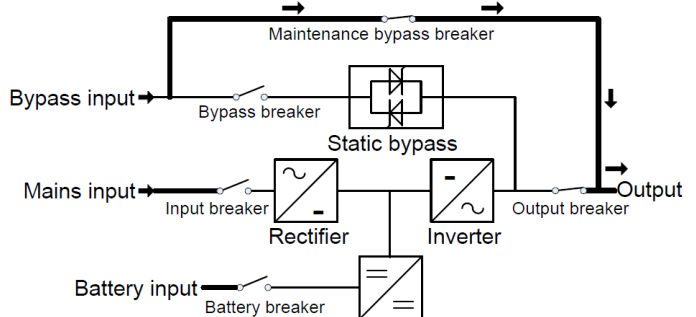 Maintenance bypass breaker
Bypass input
Bypass breaker
Static bypass
Mains input
Output
Input breaker
Output breaker
Rectifier
Inverter
Battery input
Battery breaker